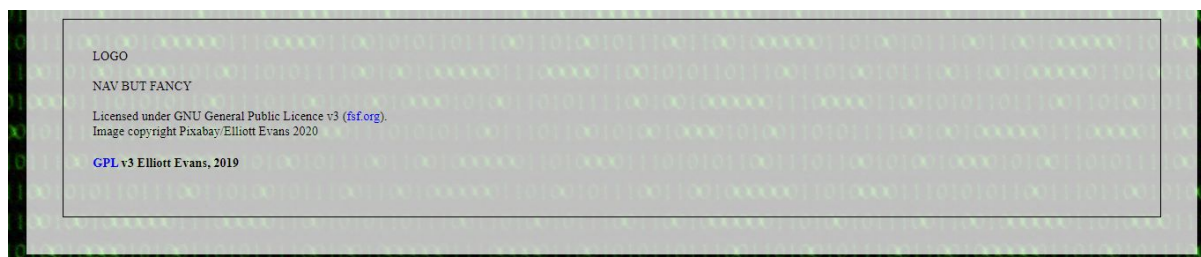 LOGO
NAV BUT FANCY
Licensed under GNU General Public Licence v3 (fsf.org).
Image copyright Pixabay/Elliott Evans 2020
GPL v3 Elliott Evans, 2019